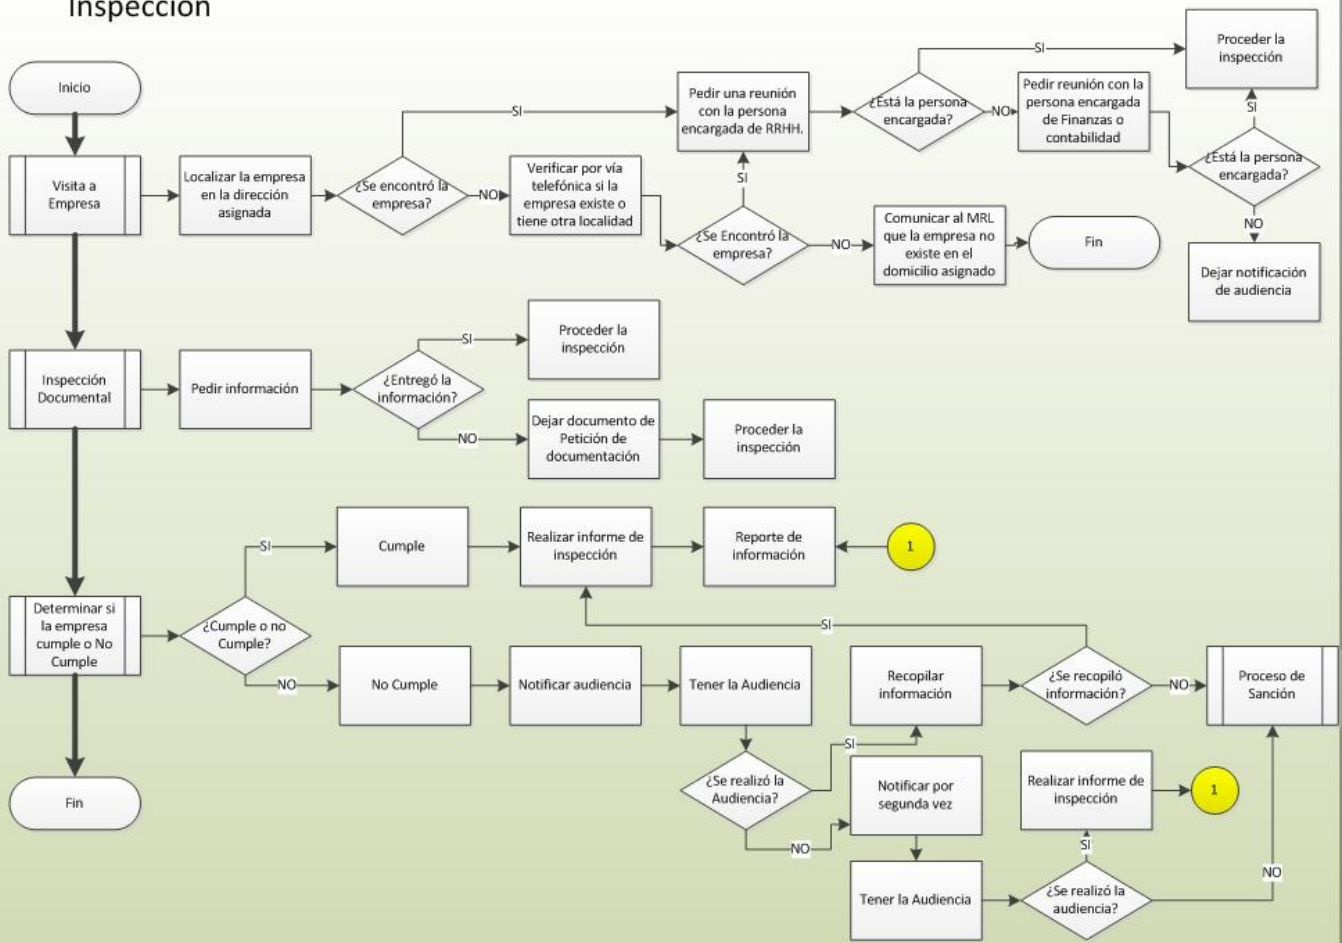 Inspección
Inicio
Visita a
Empresa
Localizar la empresa
en la dirección
asignada
¿Se encontró la
empresa?
SI
NO
Verificar por vía
telefónica si la
empresa existe o
tiene otra localidad
Pedir una reunión
con la persona
encargada de RRHH.
SI
¿Se Encontró la
empresa?
NO
Comunicar al MRL
que la empresa no
existe en el
domicilio asignado
Fin
¿Está la persona
encargada?
SI
NO
Pedir reunión con la
persona encargada
de Finanzas o
contabilidad
Proceder la
inspección
SI
¿Está la persona
encargada?
NO
Dejar notificación
de audiencia
Inspección
Documental
Pedir información
¿Entregó la
información?
SI
Proceder la
inspección
NO
Dejar documento de
Petición de
documentación
Proceder la
inspección
Determinar si
la empresa
cumple o No
Cumple
¿Cumple o no
Cumple?
SI
Cumple
Realizar informe de
inspección
Reporte de
información
1
NO
No Cumple
Notificar audiencia
Tener la Audiencia
¿Se realizó la
Audiencia?
SI
Recopilar
información
¿Se recopiló
información?
SI
NO
Proceso de
Sanción
NO
Notificar por
segunda vez
Tener la Audiencia
¿Se realizó la
audiencia?
SI
Realizar informe de
inspección
1
NO
Fin